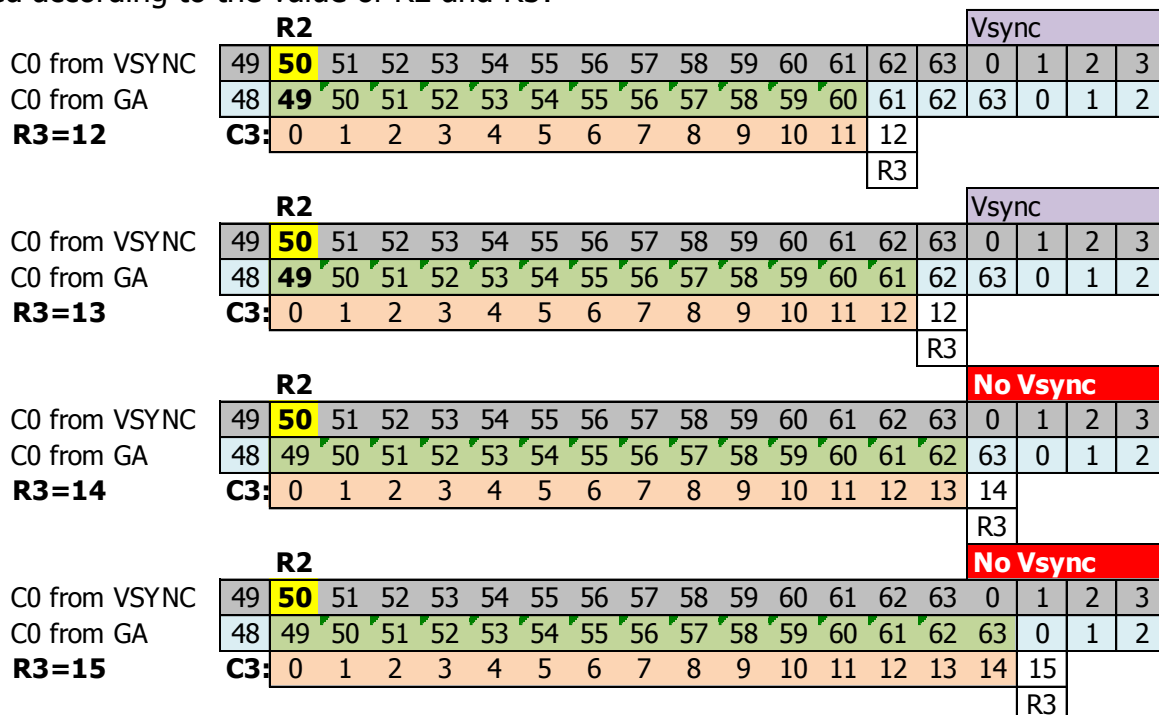 R2 Vsync
C0 from VSYNC 49 50 51 52 53 54 55 56 57 58 59 60 61 62 63 0 1 2 3
C0 from GA 48 49 50 51 52 53 54 55 56 57 58 59 60 61 62 63 0 1 2
R3=12 C3: 0 1 2 3 4 5 6 7 8 9 10 11 12
R3
R2 Vsync
C0 from VSYNC 49 50 51 52 53 54 55 56 57 58 59 60 61 62 63 0 1 2 3
C0 from GA 48 49 50 51 52 53 54 55 56 57 58 59 60 61 62 63 0 1 2
R3=13 C3: 0 1 2 3 4 5 6 7 8 9 10 11 12 12
R3
R2 No Vsync
C0 from VSYNC 49 50 51 52 53 54 55 56 57 58 59 60 61 62 63 0 1 2 3
C0 from GA 48 49 50 51 52 53 54 55 56 57 58 59 60 61 62 63 0 1 2
R3=14 C3: 0 1 2 3 4 5 6 7 8 9 10 11 12 13 14
R3
R2 No Vsync
C0 from VSYNC 49 50 51 52 53 54 55 56 57 58 59 60 61 62 63 0 1 2 3
C0 from GA 48 49 50 51 52 53 54 55 56 57 58 59 60 61 62 63 0 1 2
R3=15 C3: 0 1 2 3 4 5 6 7 8 9 10 11 12 13 14 15
R3